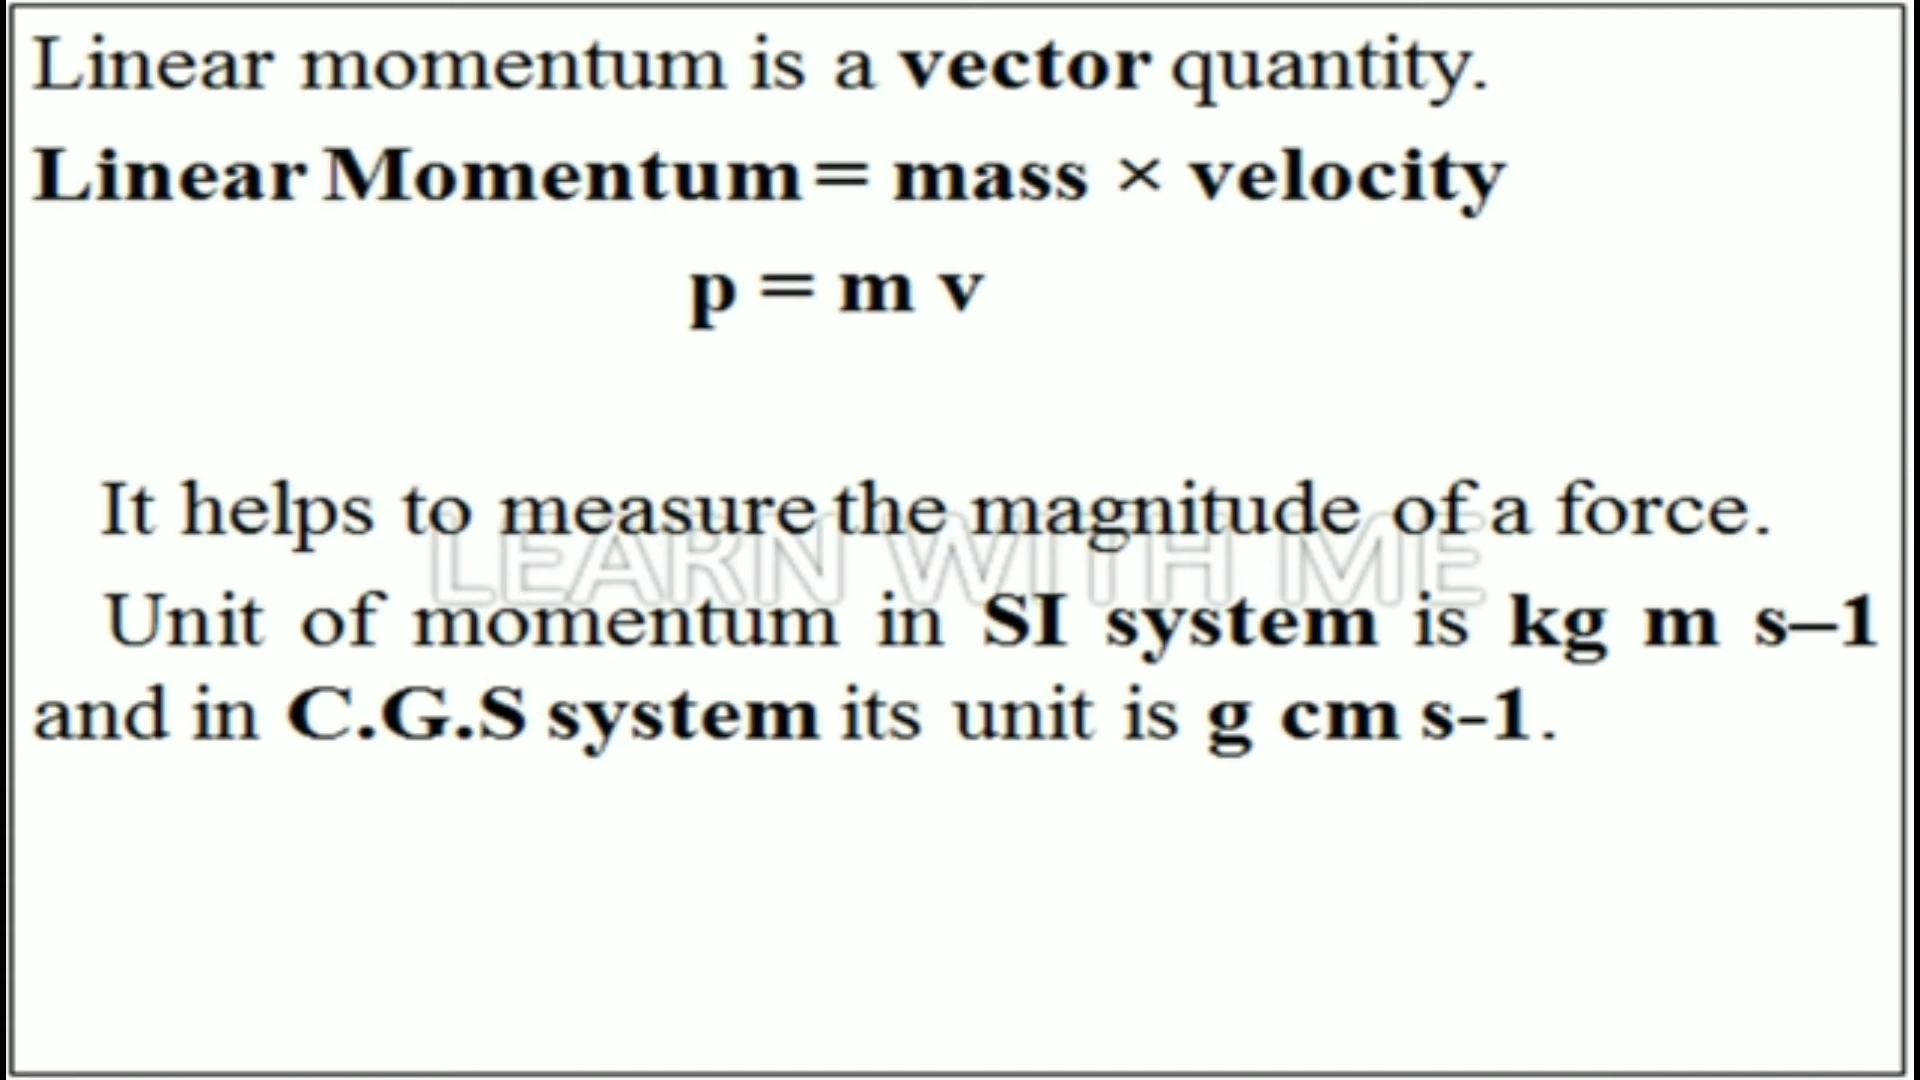 Linear momentum is a vector quantity.
Linear Momentum= mass × velocity
p = m v
It helps to measure the magnitude of a force.
LEARN WITH ME
Unit of momentum in SI system is kg m s–1
and in C.G.S system its unit is g cm s-1.